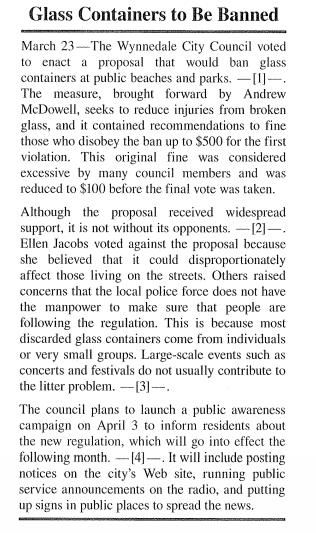 Glass Containers to Be Banned
March 23—The Wynnedale City Council voted
to enact a proposal that would ban glass
containers at public beaches and parks. —[1]—.
The measure, brought forward by Andrew
McDowell, seeks to reduce injuries from broken
glass, and it contained recommendations to fine
those who disobey the ban up to $500 for the first
violation. This original fine was considered
excessive by many council members and was
reduced to $100 before the final vote was taken.
Although the proposal received widespread
support, it is not without its opponents. —[2]—.
Ellen Jacobs voted against the proposal because
she believed that it could disproportionately
affect those living on the streets. Others raised
concerns that the local police force does not have
the manpower to make sure that people are
following the regulation. This is because most
discarded glass containers come from individuals
or very small groups. Large-scale events such as
concerts and festivals do not usually contribute to
the litter problem. —[3]—.
The council plans to launch a public awareness
campaign on April 3 to inform residents about
the new regulation, which will go into effect the
following month. —[4]—. It will include posting
notices on the city's Web site, running public
service announcements on the radio, and putting
up signs in public places to spread the news.